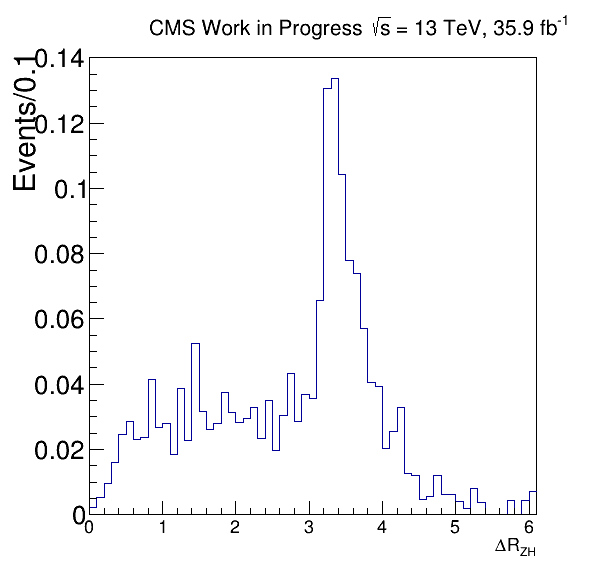 CMS Work in Progress √s = 13 TeV, 35.9 fb⁻¹
Events/0.1
0.14
0.12
0.1
0.08
0.06
0.04
0.02
0
0 1 2 3 4 5 6
ΔR_ZH